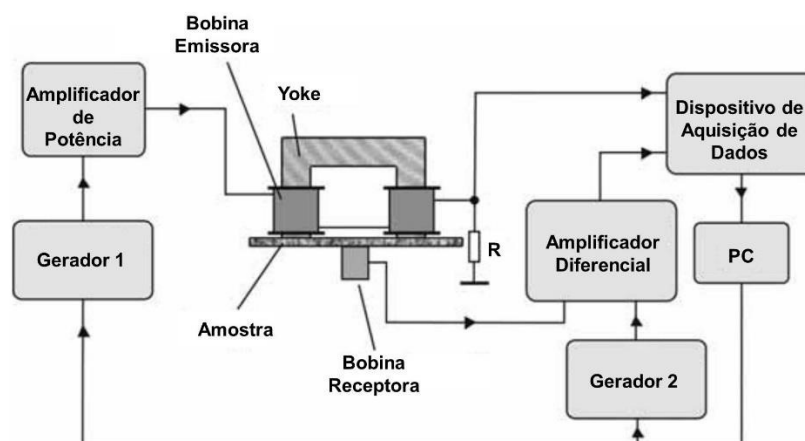 Bobina
Emissora
Amplificador
de
Potência
Yoke
Dispositivo de
Aquisição de
Dados
Gerador 1
R
Amplificador
Diferencial
PC
Amostra
Bobina
Receptora
Gerador 2